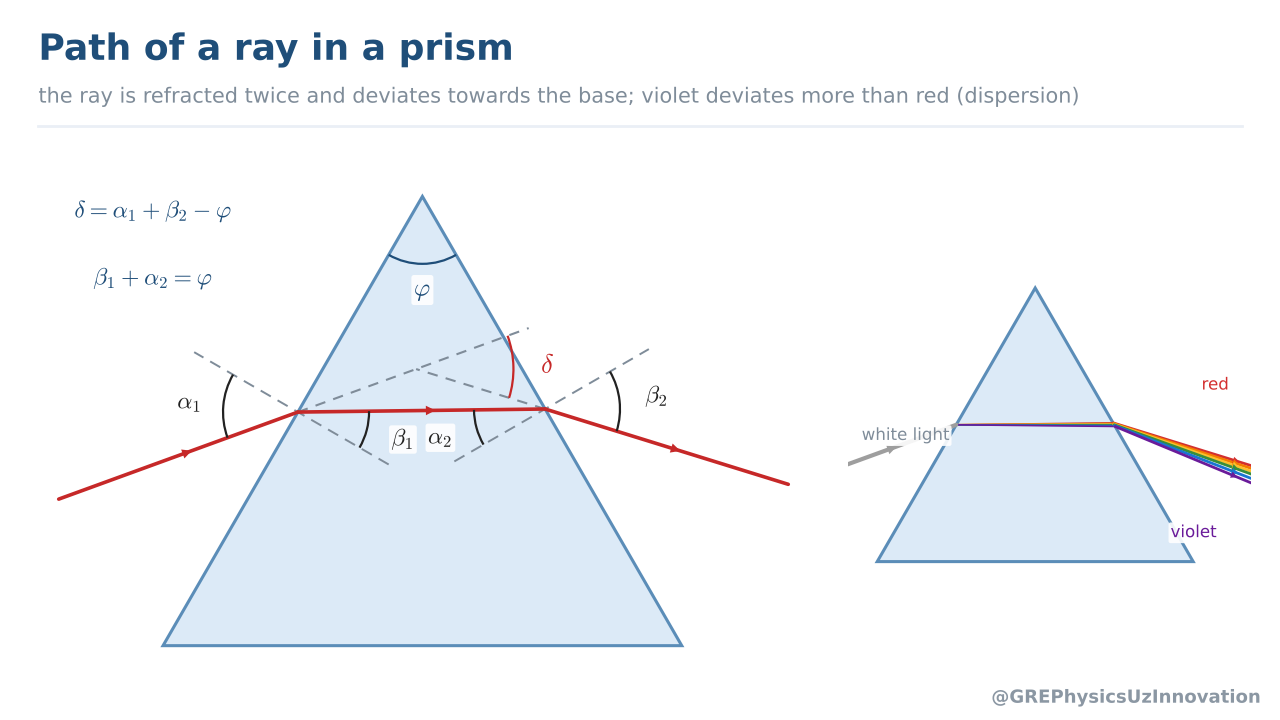 Path of a ray in a prism
the ray is refracted twice and deviates towards the base; violet deviates more than red (dispersion)
δ = α₁ + β₂ − φ
β₁ + α₂ = φ
φ
δ
α₁
β₂
β₁ α₂
red
white light
violet
@GREPhysicsUzInnovation